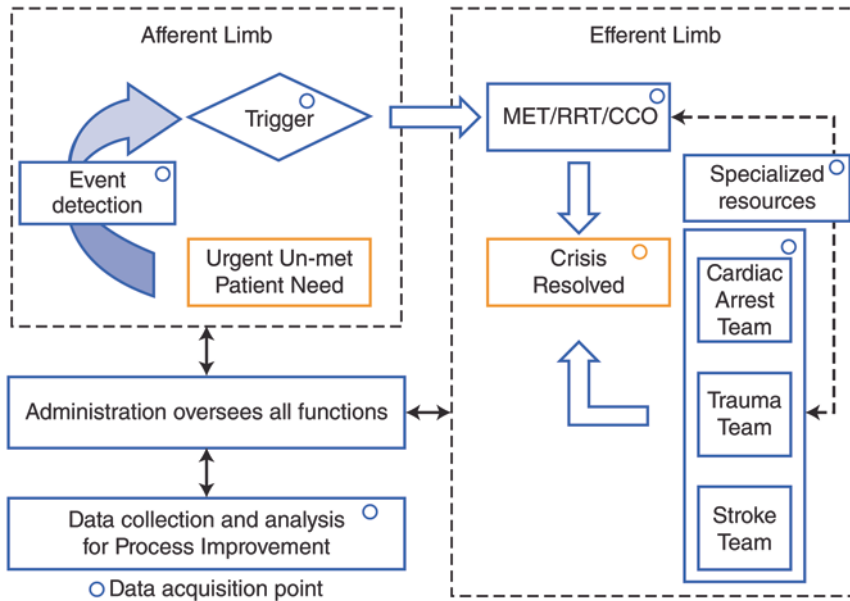 Afferent Limb
Trigger
Event
detection
Urgent Un-met
Patient Need
Administration oversees all functions
Data collection and analysis
for Process Improvement
Data acquisition point
Efferent Limb
MET/RRT/CCO
Specialized
resources
Crisis
Resolved
Cardiac
Arrest
Team
Trauma
Team
Stroke
Team